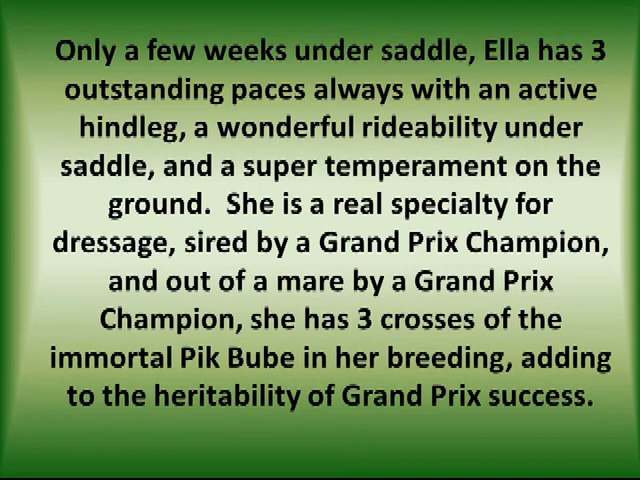 Only a few weeks under saddle, Ella has 3
outstanding paces always with an active
hindleg, a wonderful rideability under
saddle, and a super temperament on the
ground.  She is a real specialty for
dressage, sired by a Grand Prix Champion,
and out of a mare by a Grand Prix
Champion, she has 3 crosses of the
immortal Pik Bube in her breeding, adding
to the heritability of Grand Prix success.